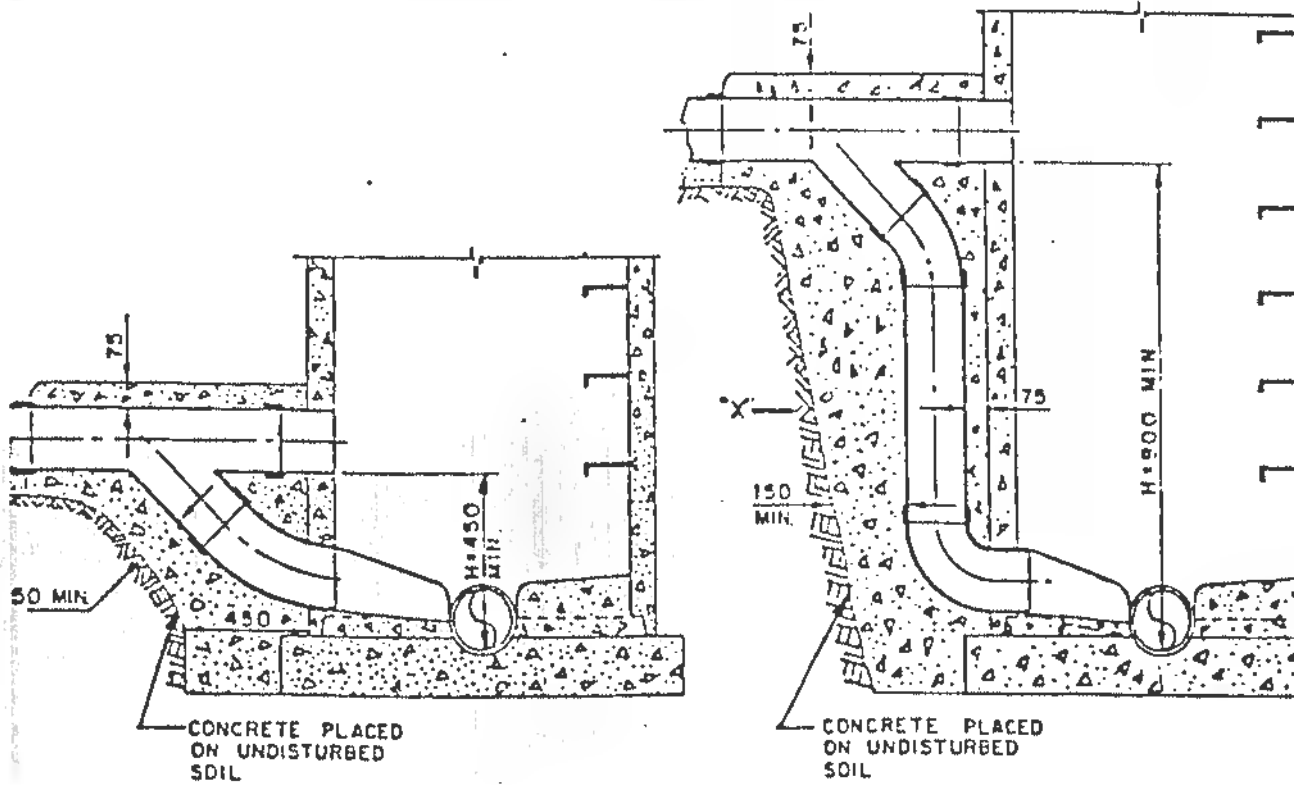 75
H=450
MIN
50 MIN.
450
CONCRETE PLACED
ON UNDISTURBED
SOIL
75
"X"
75
H=900 MIN
150
MIN.
CONCRETE PLACED
ON UNDISTURBED
SOIL